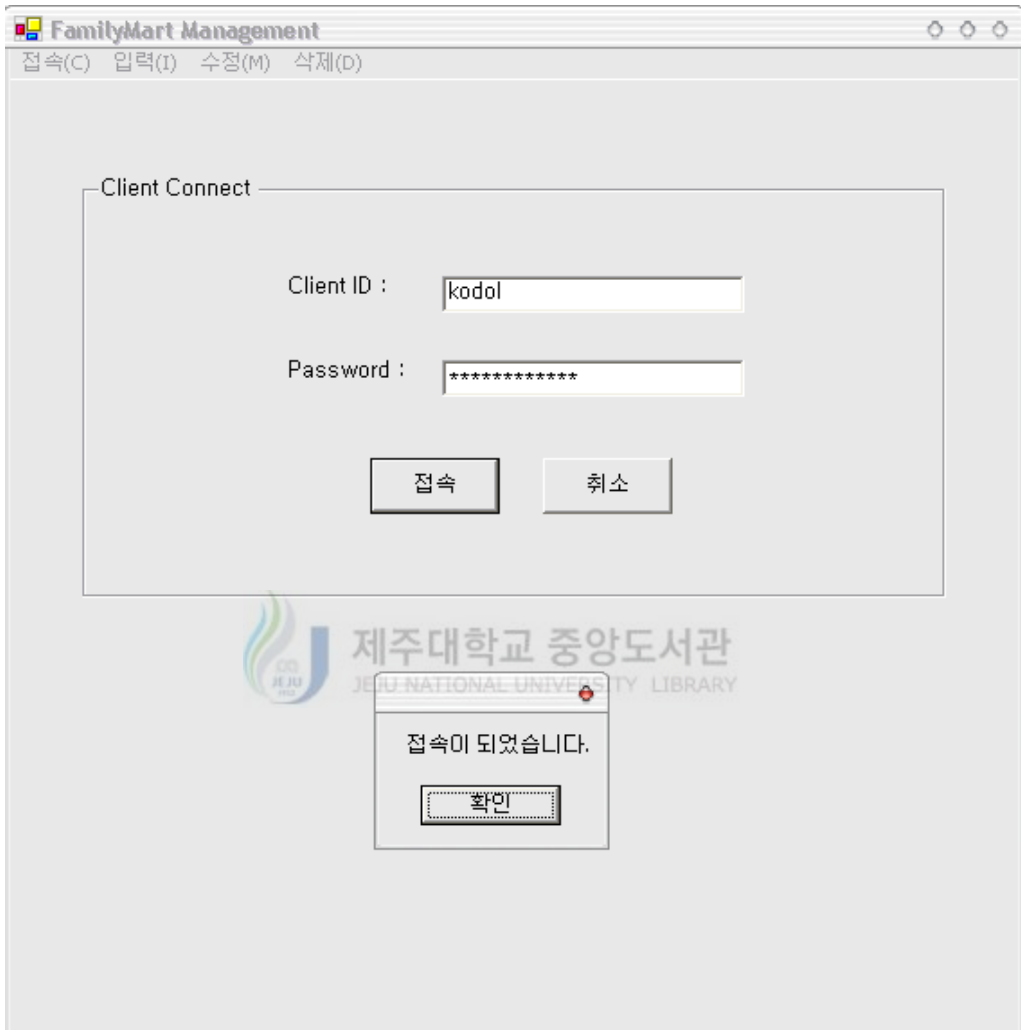 FamilyMart Management
접속(C) 입력(I) 수정(M) 삭제(D)
Client Connect
Client ID : kodol
Password : ************
접속 취소
제주대학교 중앙도서관
JEJU NATIONAL UNIVERSITY LIBRARY
JEJU
접속이 되었습니다.
확인